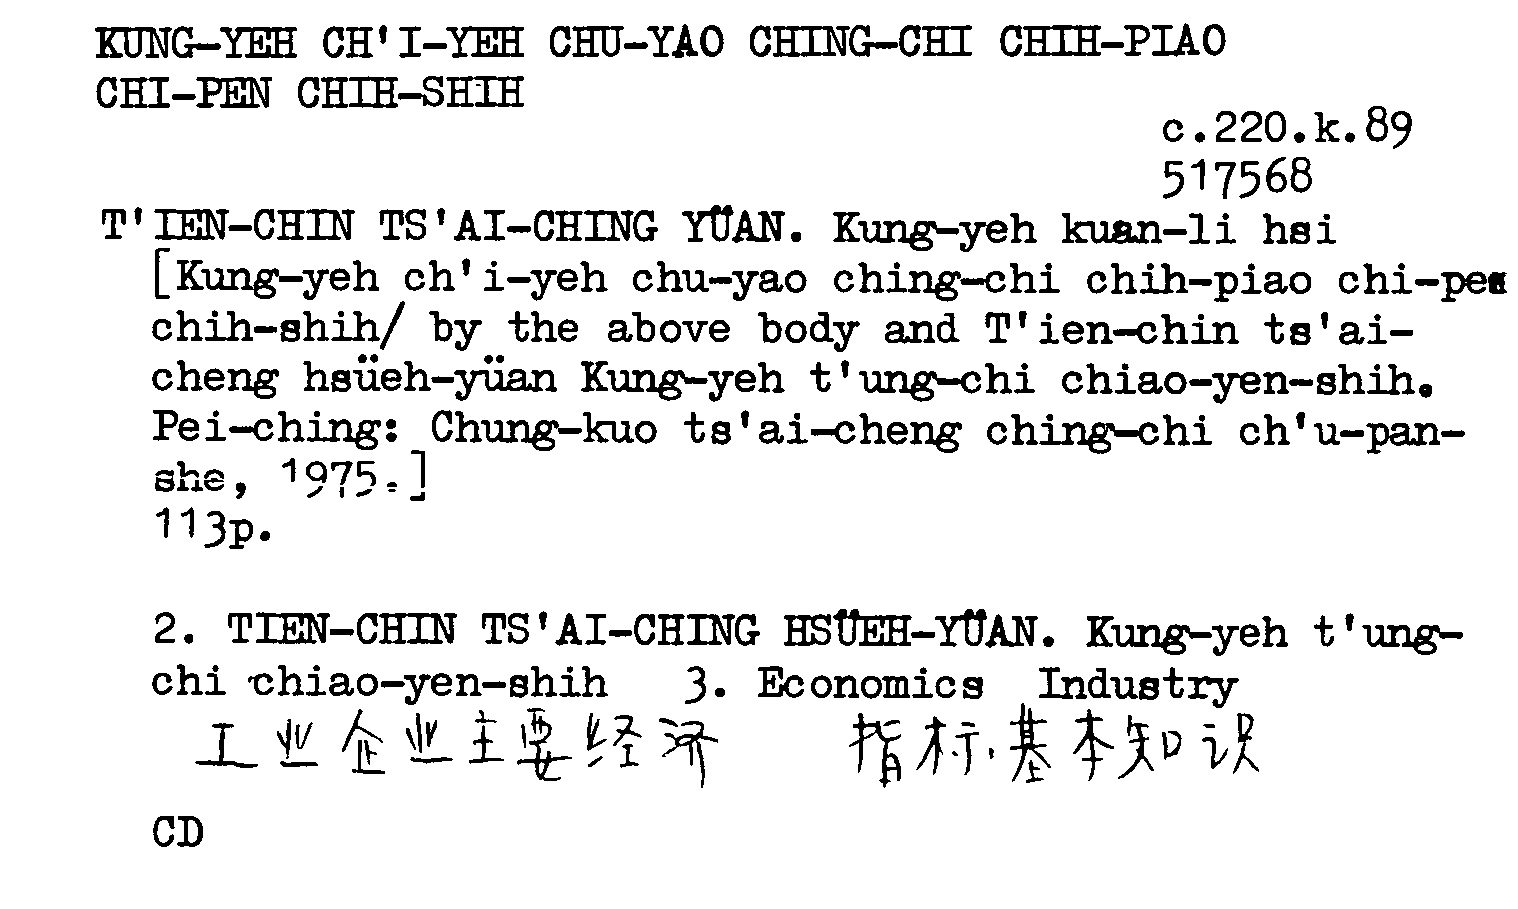 KUNG-YEH CH'I-YEH CHU-YAO CHING-CHI CHIH-PIAO
CHI-PEN CHIH-SHIH
c.220.k.89
517568
T'IEN-CHIN TS'AI-CHING YÜAN. Kung-yeh kuan-li hsi
[Kung-yeh ch'i-yeh chu-yao ching-chi chih-piao chi-pen
chih-shih/ by the above body and T'ien-chin ts'ai-
cheng hsüeh-yüan Kung-yeh t'ung-chi chiao-yen-shih.
Pei-ching: Chung-kuo ts'ai-cheng ching-chi ch'u-pan-
she, 1975.]
113p.
2. TIEN-CHIN TS'AI-CHING HSÜEH-YÜAN. Kung-yeh t'ung-
chi chiao-yen-shih 3. Economics Industry
工业企业主要经济 指标.基本知识
CD